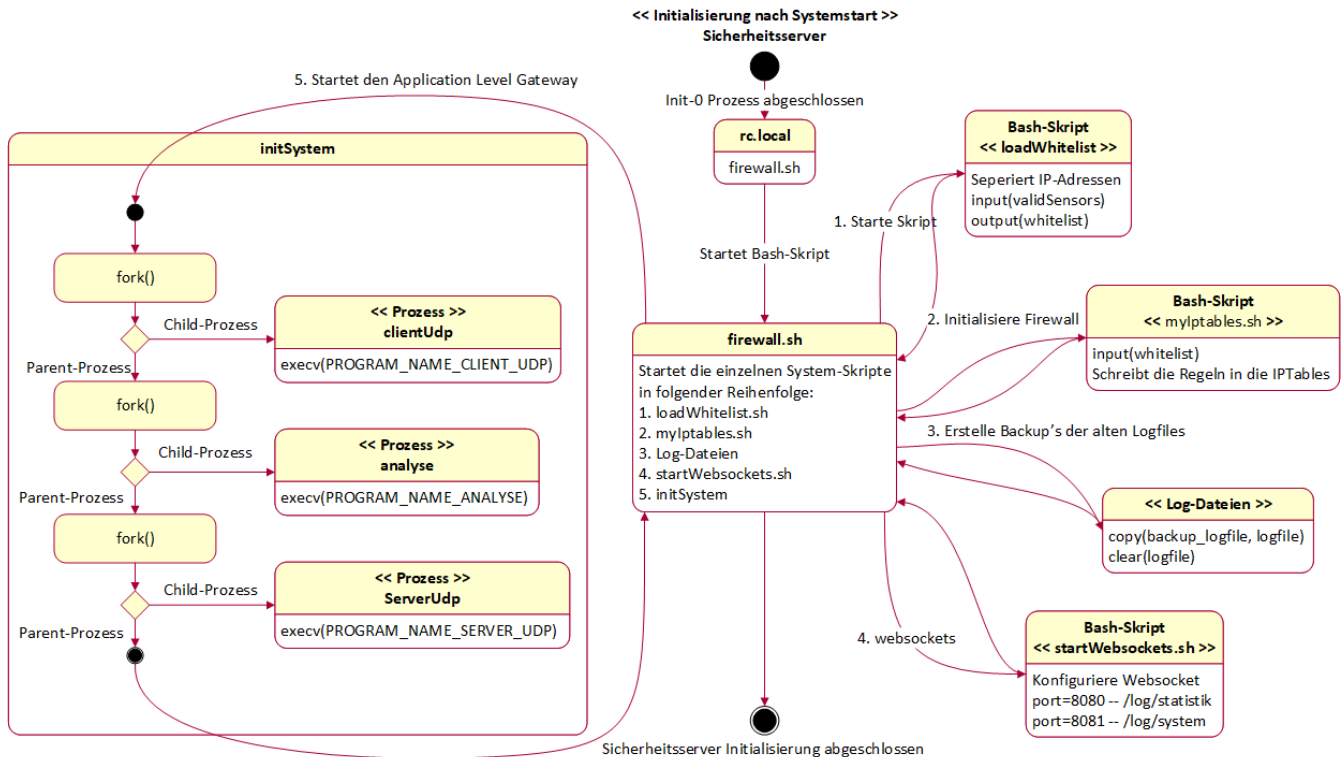 << Initialisierung nach Systemstart >>
Sicherheitsserver
Init-0 Prozess abgeschlossen
rc.local
firewall.sh
Startet Bash-Skript
firewall.sh
Startet die einzelnen System-Skripte
in folgender Reihenfolge:
1. loadWhitelist.sh
2. myIptables.sh
3. Log-Dateien
4. startWebsockets.sh
5. initSystem
1. Starte Skript
Bash-Skript
<< loadWhitelist >>
Seperiert IP-Adressen
input(validSensors)
output(whitelist)
2. Initialisiere Firewall
Bash-Skript
<< myIptables.sh >>
input(whitelist)
Schreibt die Regeln in die IPTables
3. Erstelle Backup's der alten Logfiles
<< Log-Dateien >>
copy(backup_logfile, logfile)
clear(logfile)
4. websockets
Bash-Skript
<< startWebsockets.sh >>
Konfiguriere Websocket
port=8080 -- /log/statistik
port=8081 -- /log/system
5. Startet den Application Level Gateway
initSystem
fork()
Child-Prozess
<< Prozess >>
clientUdp
execv(PROGRAM_NAME_CLIENT_UDP)
Parent-Prozess
fork()
Child-Prozess
<< Prozess >>
analyse
execv(PROGRAM_NAME_ANALYSE)
Parent-Prozess
fork()
Child-Prozess
<< Prozess >>
ServerUdp
execv(PROGRAM_NAME_SERVER_UDP)
Parent-Prozess
Sicherheitsserver Initialisierung abgeschlossen